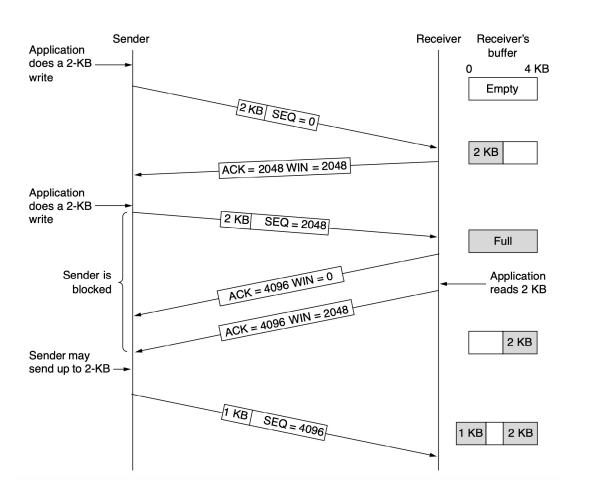 Sender
Receiver
Receiver's
buffer
Application
does a 2-KB
write
0
4 KB
Empty
2 KB
SEQ = 0
2 KB
ACK = 2048 WIN = 2048
Application
does a 2-KB
write
2 KB
SEQ = 2048
Full
Sender is
blocked
ACK = 4096 WIN = 0
Application
reads 2 KB
ACK = 4096 WIN = 2048
2 KB
Sender may
send up to 2-KB
1 KB
SEQ = 4096
1 KB
2 KB